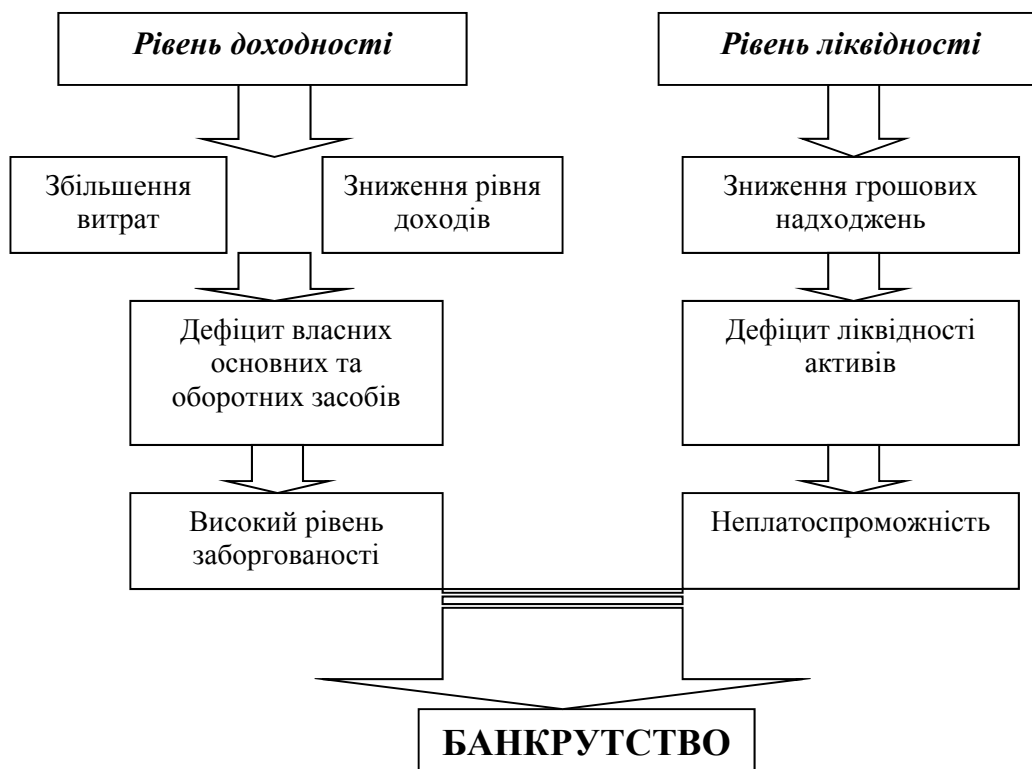 Рівень доходності
Рівень ліквідності
Збільшення
витрат
Зниження рівня
доходів
Зниження грошових
надходжень
Дефіцит власних
основних та
оборотних засобів
Дефіцит ліквідності
активів
Високий рівень
заборгованості
Неплатоспроможність
БАНКРУТСТВО